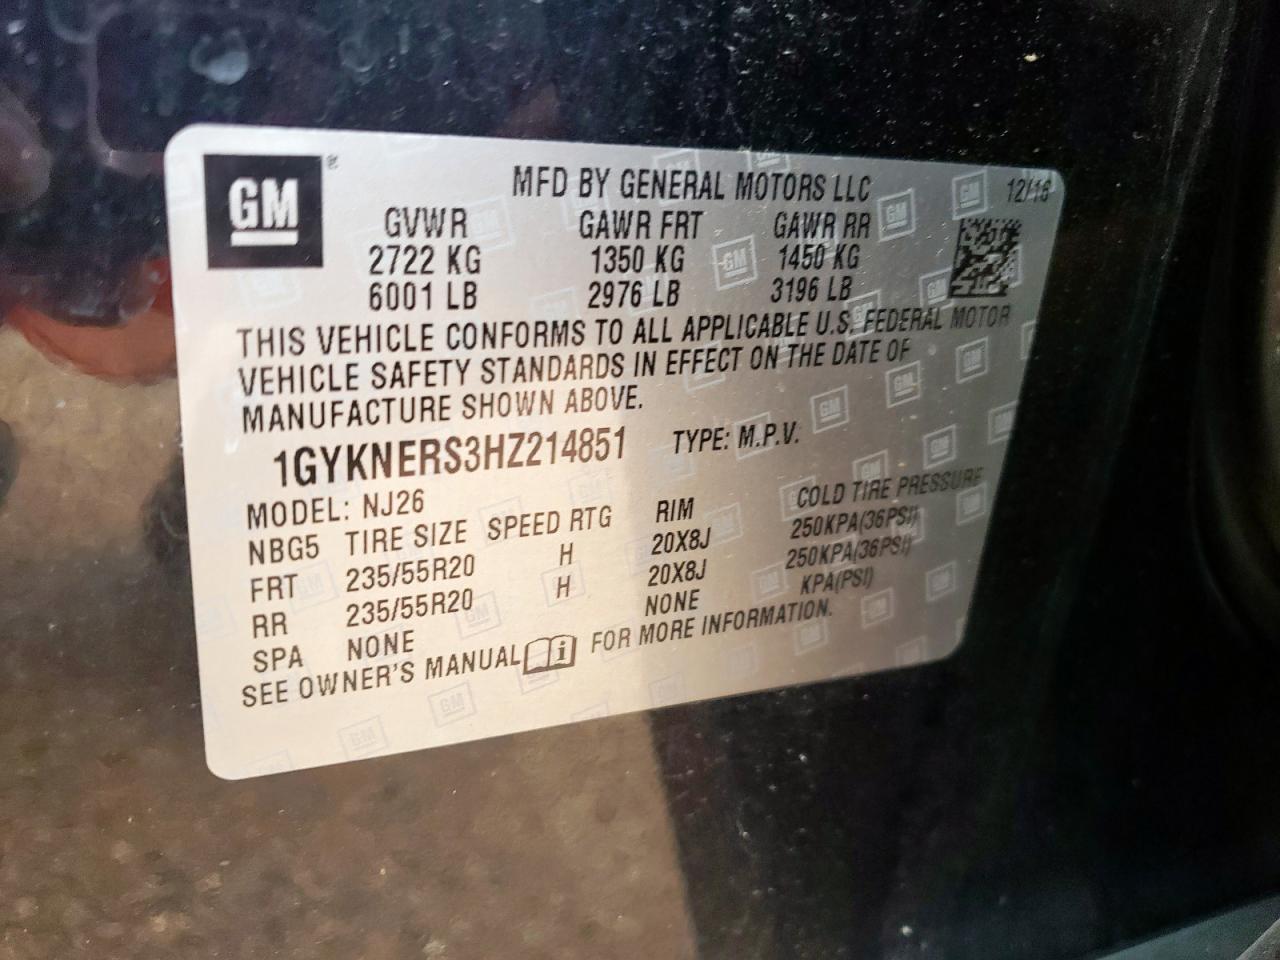 GM
MFD BY GENERAL MOTORS LLC 12/16
GVWR GAWR FRT GAWR RR
2722 KG 1350 KG 1450 KG
6001 LB 2976 LB 3196 LB
THIS VEHICLE CONFORMS TO ALL APPLICABLE U.S. FEDERAL MOTOR
VEHICLE SAFETY STANDARDS IN EFFECT ON THE DATE OF
MANUFACTURE SHOWN ABOVE.
1GYKNERS3HZ214851 TYPE: M.P.V.
MODEL: NJ26
NBG5 TIRE SIZE SPEED RTG RIM COLD TIRE PRESSURE
FRT 235/55R20 H 20X8J 250KPA(36PSI)
RR 235/55R20 H 20X8J 250KPA(36PSI)
SPA NONE NONE KPA(PSI)
SEE OWNER'S MANUAL FOR MORE INFORMATION.